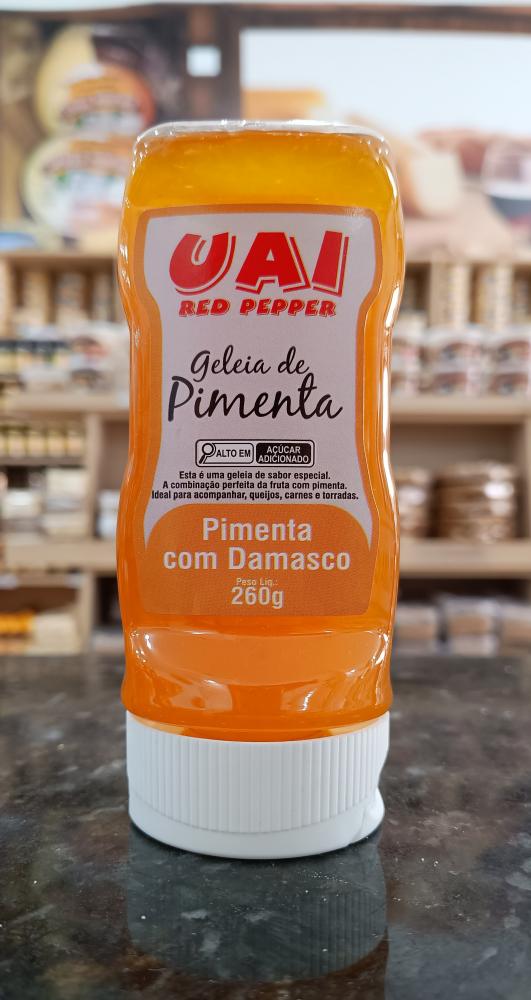 UAI
RED PEPPER
Geleia de
Pimenta
ALTO EM AÇÚCAR
ADICIONADO
Esta é uma geleia de sabor especial.
A combinação perfeita da fruta com pimenta.
Ideal para acompanhar, queijos, carnes e torradas.
Pimenta
com Damasco
Peso Liq.:
260g